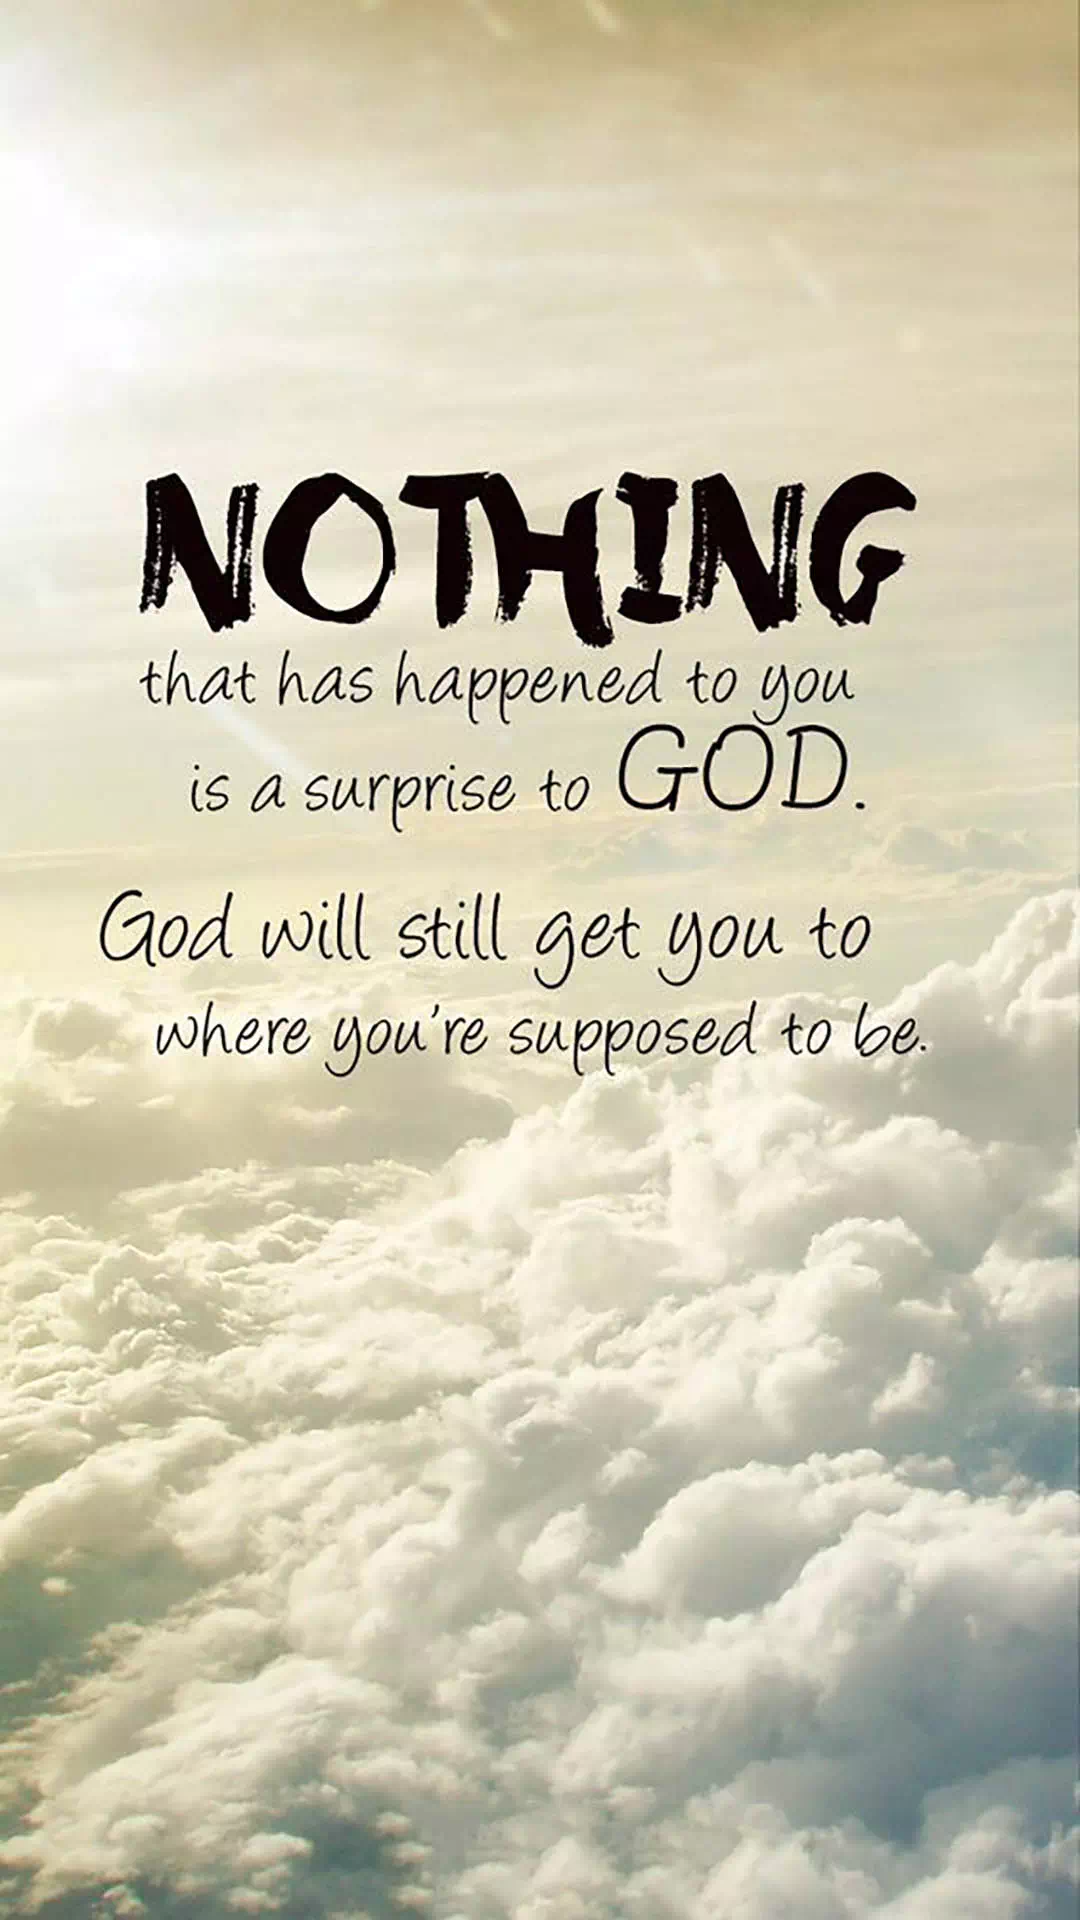 NOTHING
that has happened to you
is a surprise to GOD.
God will still get you to
where you're supposed to be.